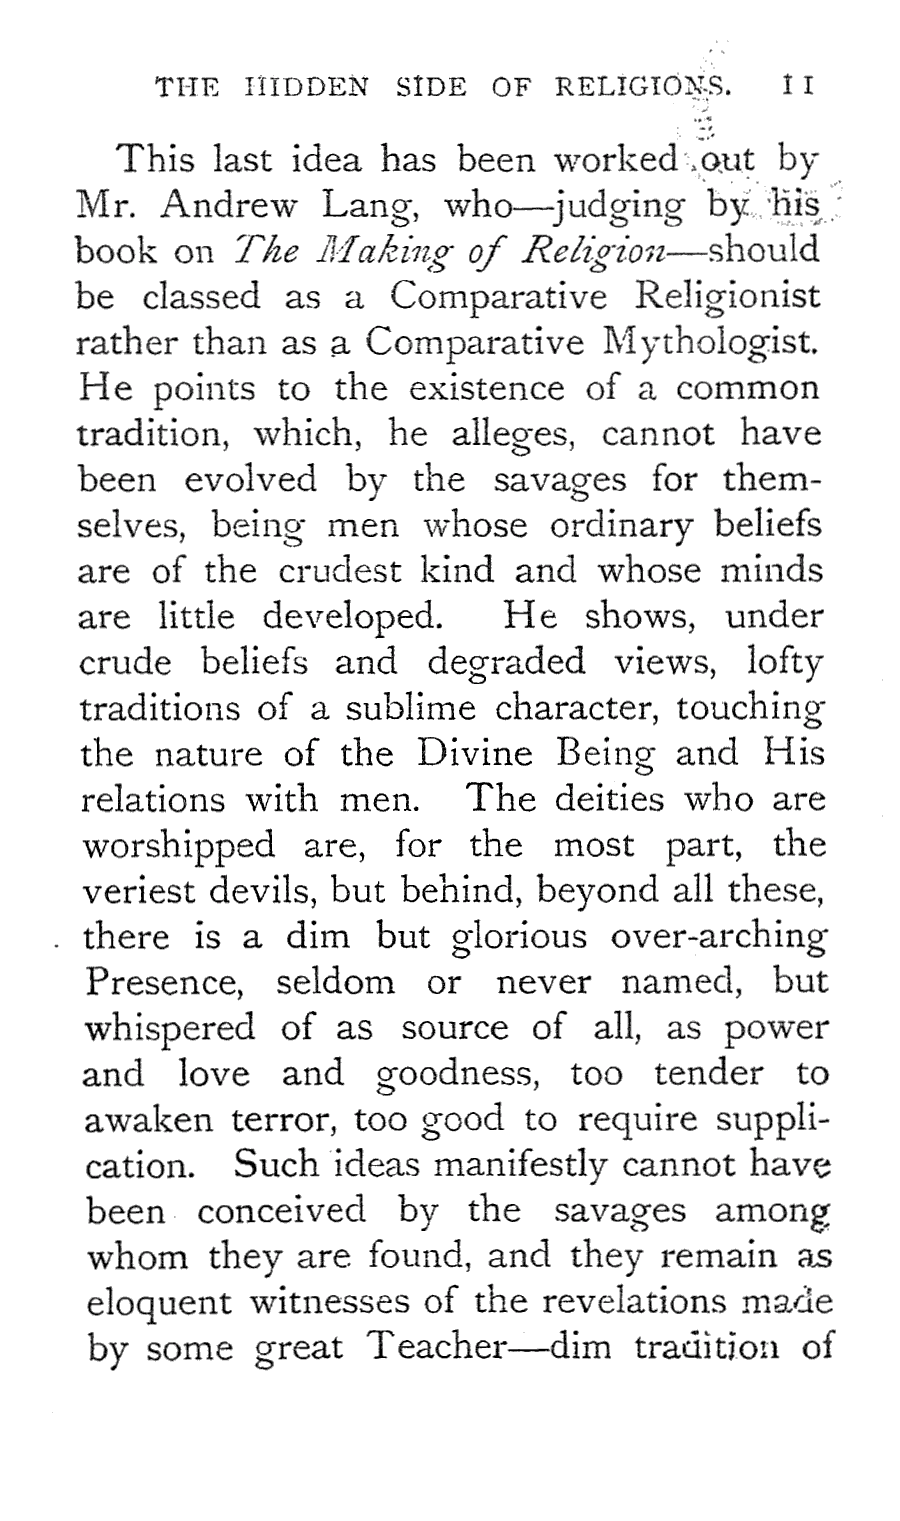 THE HIDDEN SIDE OF RELIGIONS. 11
This last idea has been worked out by
Mr. Andrew Lang, who—judging by his
book on The Making of Religion—should
be classed as a Comparative Religionist
rather than as a Comparative Mythologist.
He points to the existence of a common
tradition, which, he alleges, cannot have
been evolved by the savages for them-
selves, being men whose ordinary beliefs
are of the crudest kind and whose minds
are little developed. He shows, under
crude beliefs and degraded views, lofty
traditions of a sublime character, touching
the nature of the Divine Being and His
relations with men. The deities who are
worshipped are, for the most part, the
veriest devils, but behind, beyond all these,
there is a dim but glorious over-arching
Presence, seldom or never named, but
whispered of as source of all, as power
and love and goodness, too tender to
awaken terror, too good to require suppli-
cation. Such ideas manifestly cannot have
been conceived by the savages among
whom they are found, and they remain as
eloquent witnesses of the revelations made
by some great Teacher—dim tradition of